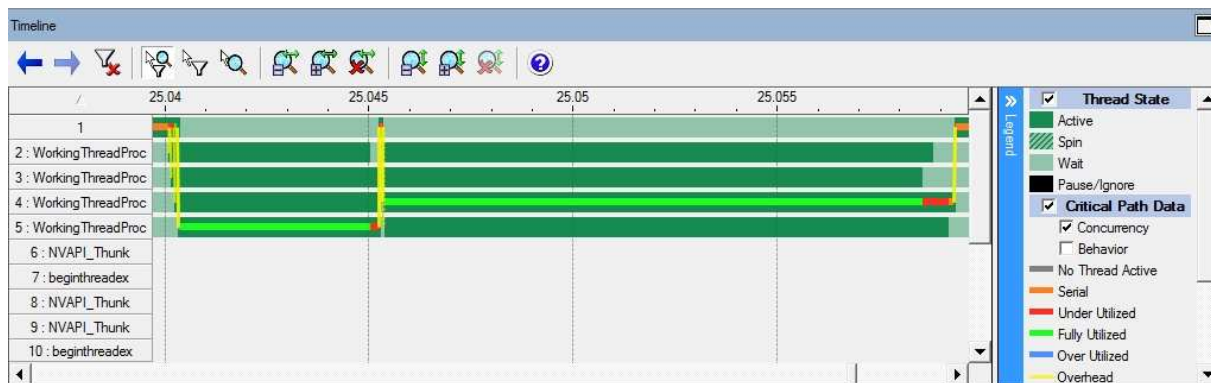 Timeline
25.04 25.045 25.05 25.055
1
2 : WorkingThreadProc
3 : WorkingThreadProc
4 : WorkingThreadProc
5 : WorkingThreadProc
6 : NVAPI_Thunk
7 : beginthreadex
8 : NVAPI_Thunk
9 : NVAPI_Thunk
10 : beginthreadex
Legend
Thread State
Active
Spin
Wait
Pause/Ignore
Critical Path Data
Concurrency
Behavior
No Thread Active
Serial
Under Utilized
Fully Utilized
Over Utilized
Overhead